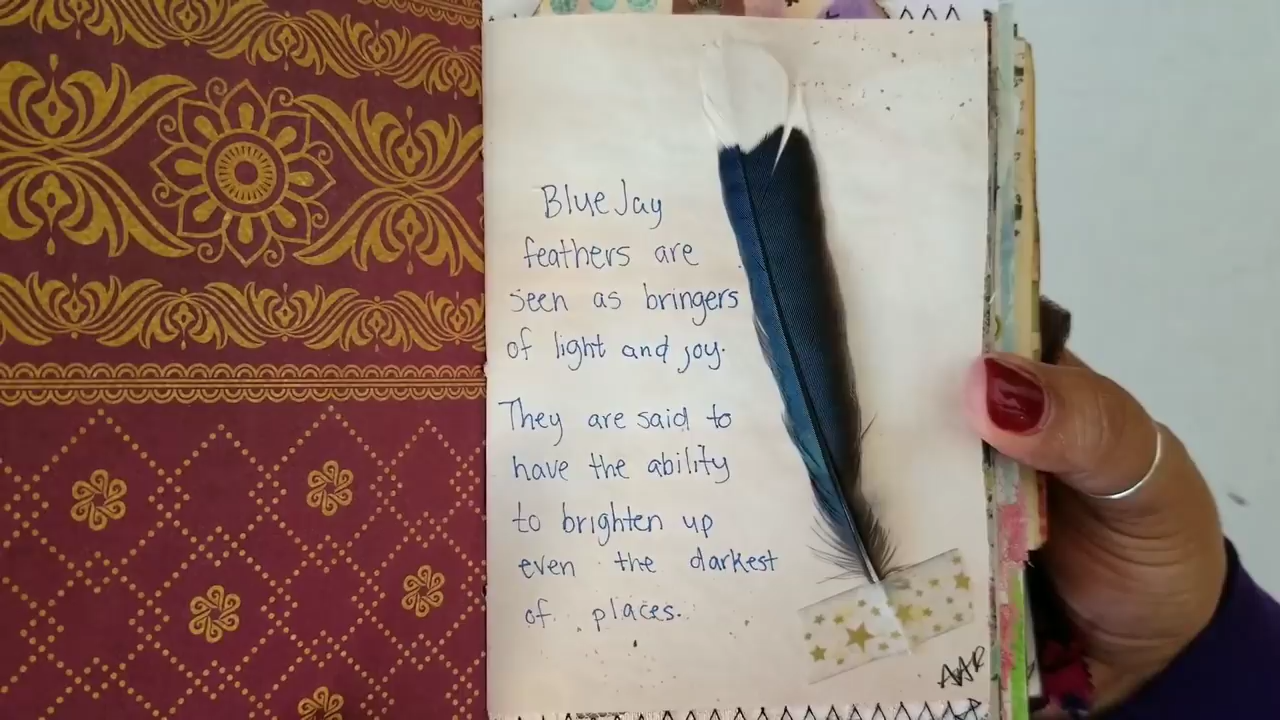 Blue Jay
feathers are
seen as bringers
of light and joy.
They are said to
have the ability
to brighten up
even the darkest
of places.
AAR